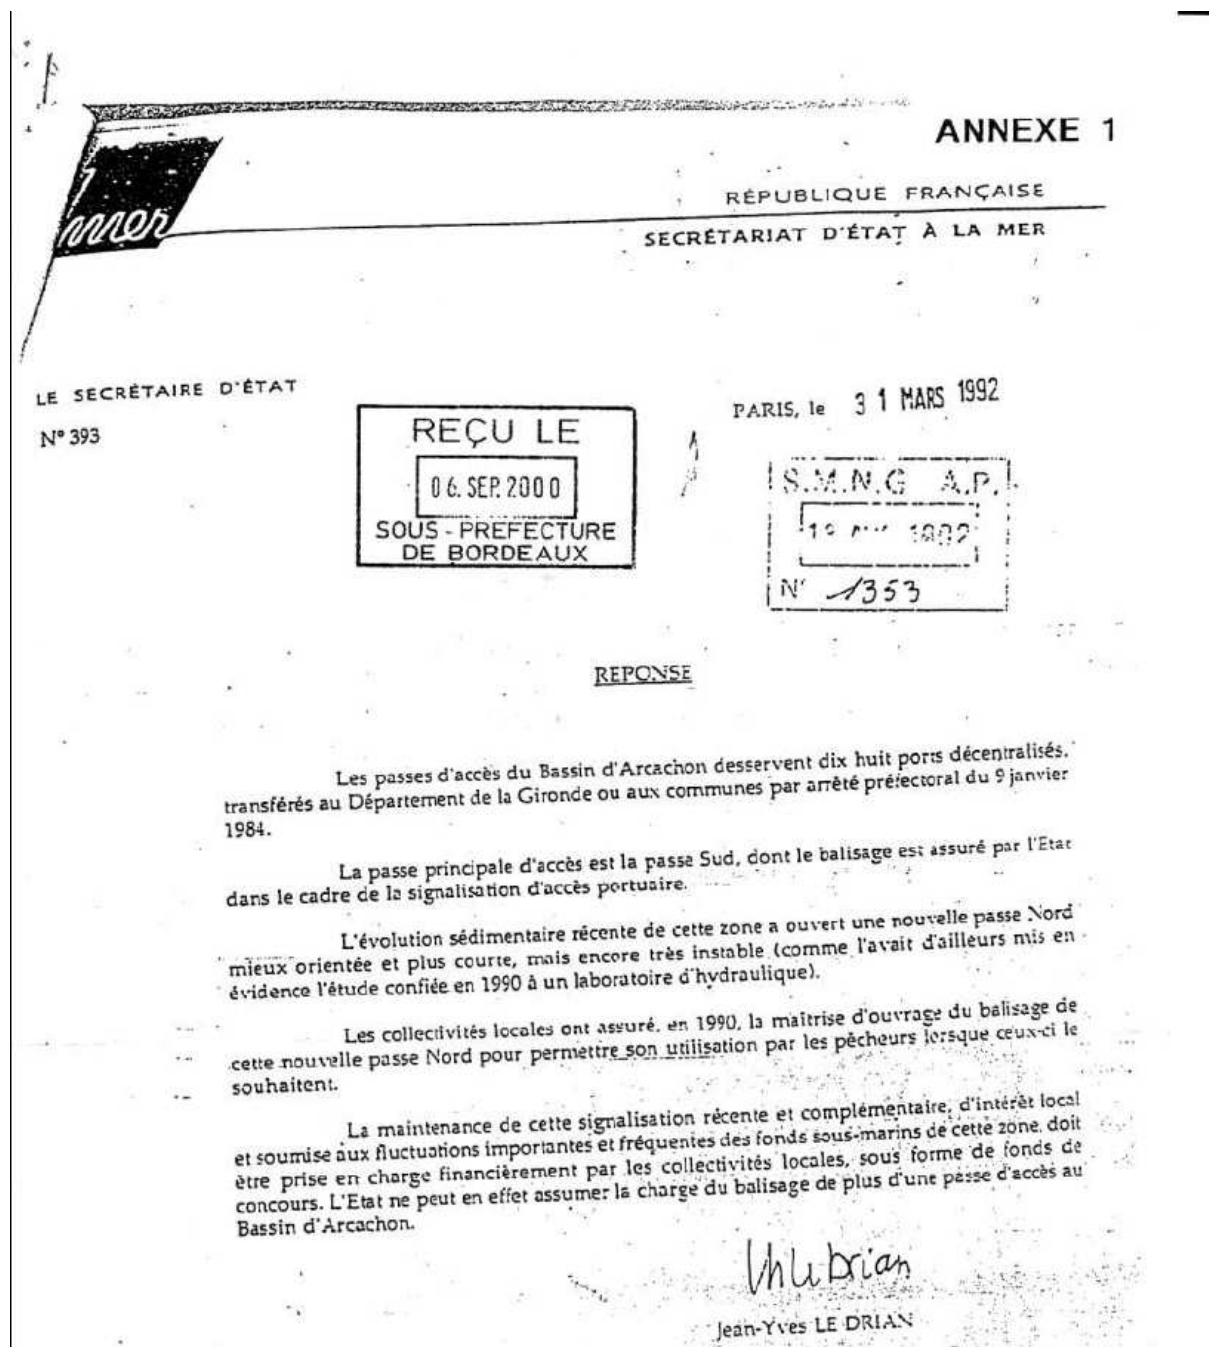 ANNEXE 1
mer
RÉPUBLIQUE FRANÇAISE
SECRÉTARIAT D'ÉTAT À LA MER
LE SECRÉTAIRE D'ÉTAT
N° 393
PARIS, le 31 MARS 1992
REÇU LE
06. SEP. 2000
SOUS - PREFECTURE
DE BORDEAUX
S.M.N.G A.P.
1992
N° 1353
REPONSE
Les passes d'accès du Bassin d'Arcachon desservent dix huit ports décentralisés,
transférés au Département de la Gironde ou aux communes par arrêté préfectoral du 9 janvier
1984.
La passe principale d'accès est la passe Sud, dont le balisage est assuré par l'Etat
dans le cadre de la signalisation d'accès portuaire.
L'évolution sédimentaire récente de cette zone a ouvert une nouvelle passe Nord
mieux orientée et plus courte, mais encore très instable (comme l'avait d'ailleurs mis en
évidence l'étude confiée en 1990 à un laboratoire d'hydraulique).
Les collectivités locales ont assuré, en 1990, la maîtrise d'ouvrage du balisage de
cette nouvelle passe Nord pour permettre son utilisation par les pêcheurs lorsque ceux-ci le
souhaitent.
La maintenance de cette signalisation récente et complémentaire, d'intérêt local
et soumise aux fluctuations importantes et fréquentes des fonds sous-marins de cette zone, doit
être prise en charge financièrement par les collectivités locales, sous forme de fonds de
concours. L'Etat ne peut en effet assumer la charge du balisage de plus d'une passe d'accès au
Bassin d'Arcachon.
Jean-Yves LE DRIAN